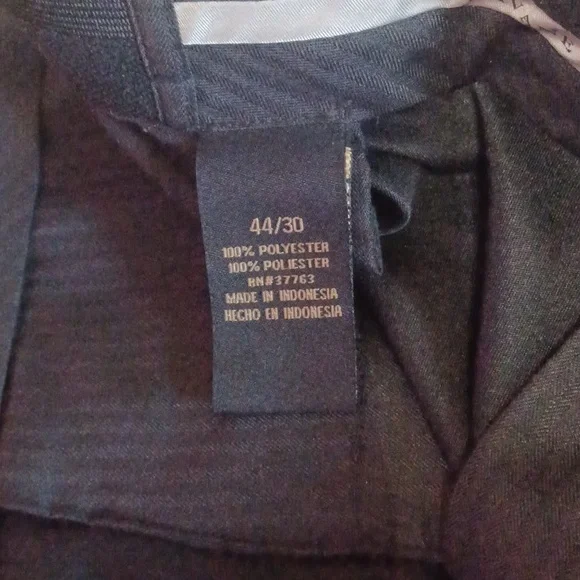 44/30
100% POLYESTER
100% POLIESTER
RN#37763
MADE IN INDONESIA
HECHO EN INDONESIA